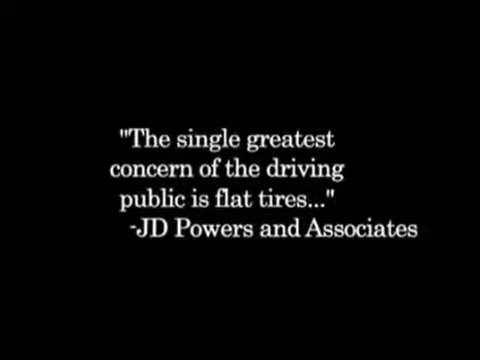 "The single greatest
concern of the driving
public is flat tires..."
-JD Powers and Associates